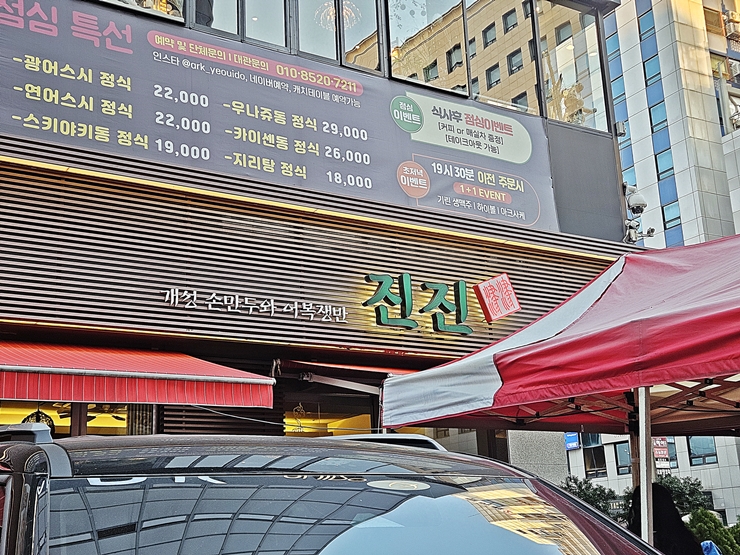 점심 특선
예약 및 단체문의 | 대관문의 010-8520-7211
인스타 @ark_yeouido, 네이버예약, 캐치테이블 예약가능
-광어스시 정식 22,000
-연어스시 정식 22,000
-스키야키동 정식 19,000
-우나쥬동 정식 29,000
-카이센동 정식 26,000
-지리탕 정식 18,000
점심 이벤트
식사후 점심이벤트
[커피 or 매실차 증정]
[테이크아웃 가능]
초저녁 이벤트
19시30분 이전 주문시
1+1 EVENT
기린 생맥주 | 하이볼 | 마크사케
개성 손만두와 어복쟁반
진진